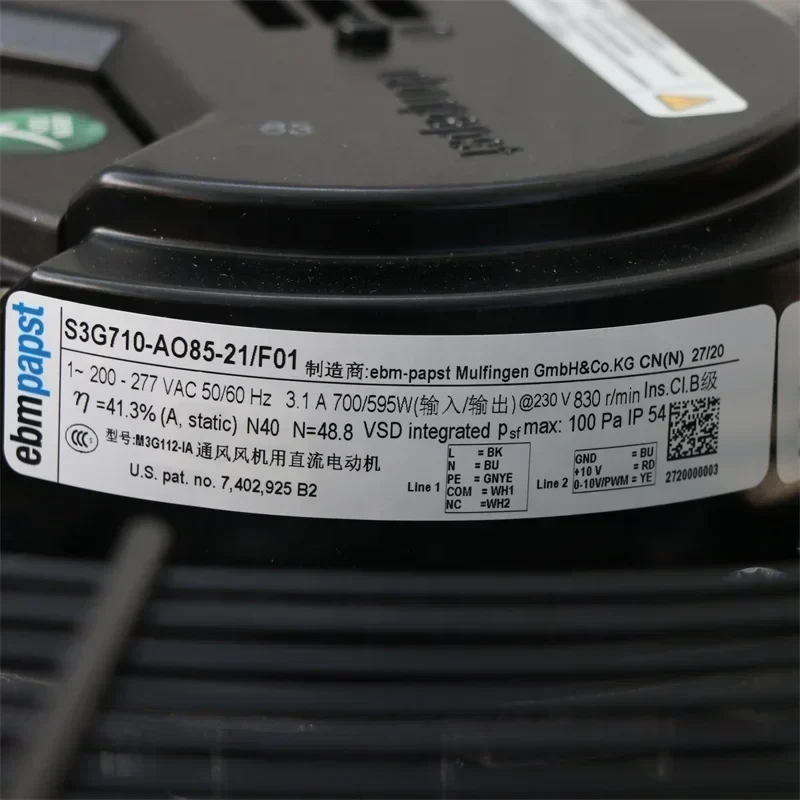 ebmpapst
63
ebmpapst
S3G710-AO85-21/F01 制造商:ebm-papst Mulfingen GmbH&Co.KG CN(N) 27/20
1~ 200 - 277 VAC 50/60 Hz 3.1 A 700/595W(输入/输出) @230 V 830 r/min Ins.Cl.B级
η =41.3% (A, static) N40 N=48.8 VSD integrated psf max: 100 Pa IP 54
CCC 型号:M3G112-IA 通风风机用直流电动机
U.S. pat. no. 7,402,925 B2
Line 1
L = BK
N = BU
PE = GNYE
COM = WH1
NC =WH2
Line 2
GND = BU
+10 V = RD
0-10V/PWM = YE
2720000003